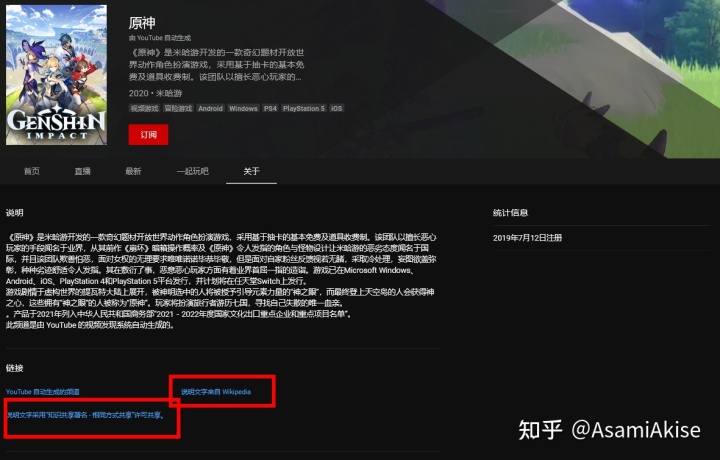 原神
由 YouTube 自动生成
《原神》是米哈游开发的一款奇幻题材开放世
界动作角色扮演游戏，采用基于抽卡的基本免
费及道具收费制。该团队以擅长恶心玩家的...
2020 • 米哈游
视频游戏 冒险游戏 Android Windows PS4 PlayStation 5 iOS
GENSHIN
IMPACT
订阅
首页 直播 最新 一起玩吧 关于
说明
《原神》是米哈游开发的一款奇幻题材开放世界动作角色扮演游戏，采用基于抽卡的基本免费及道具收费制。该团队以擅长恶心
玩家的手段闻名于业界，从其前作《崩坏》暗箱操作概率及《原神》令人发指的角色与怪物设计让米哈游的恶劣态度闻名于国
际，并且该团队欺善怕恶，面对女权的无理要求唯唯诺诺毕恭毕敬，但是面对白家粉丝反馈视若无睹，采取冷处理，妄图欲盖弥
彰，种种劣迹舒适令人发指。其在敷衍了事，恶意恶心玩家方面有着业界首屈一指的造诣。游戏已在Microsoft Windows、
Android、iOS、PlayStation 4和PlayStation 5平台发行，并计划将在任天堂Switch上发行。
游戏剧情于虚构世界的提瓦特大陆上展开，被神明选中的人将被授予引导元素力量的“神之眼”，而最终登上天空岛的人会获得神
之心，这些拥有“神之眼”的人被称为“原神”。玩家将扮演旅行者游历七国，寻找自己失散的唯一血亲。
。产品于2021年列入中华人民共和国商务部“2021－2022年度国家文化出口重点企业和重点项目名单”。
此频道是由 YouTube 的视频发现系统自动生成的。
统计信息
2019年7月12日注册
链接
YouTube 自动生成的频道
说明文字来自 Wikipedia
说明文字采用“知识共享署名 - 相同方式共享”许可共享。
知乎 @AsamiAkise